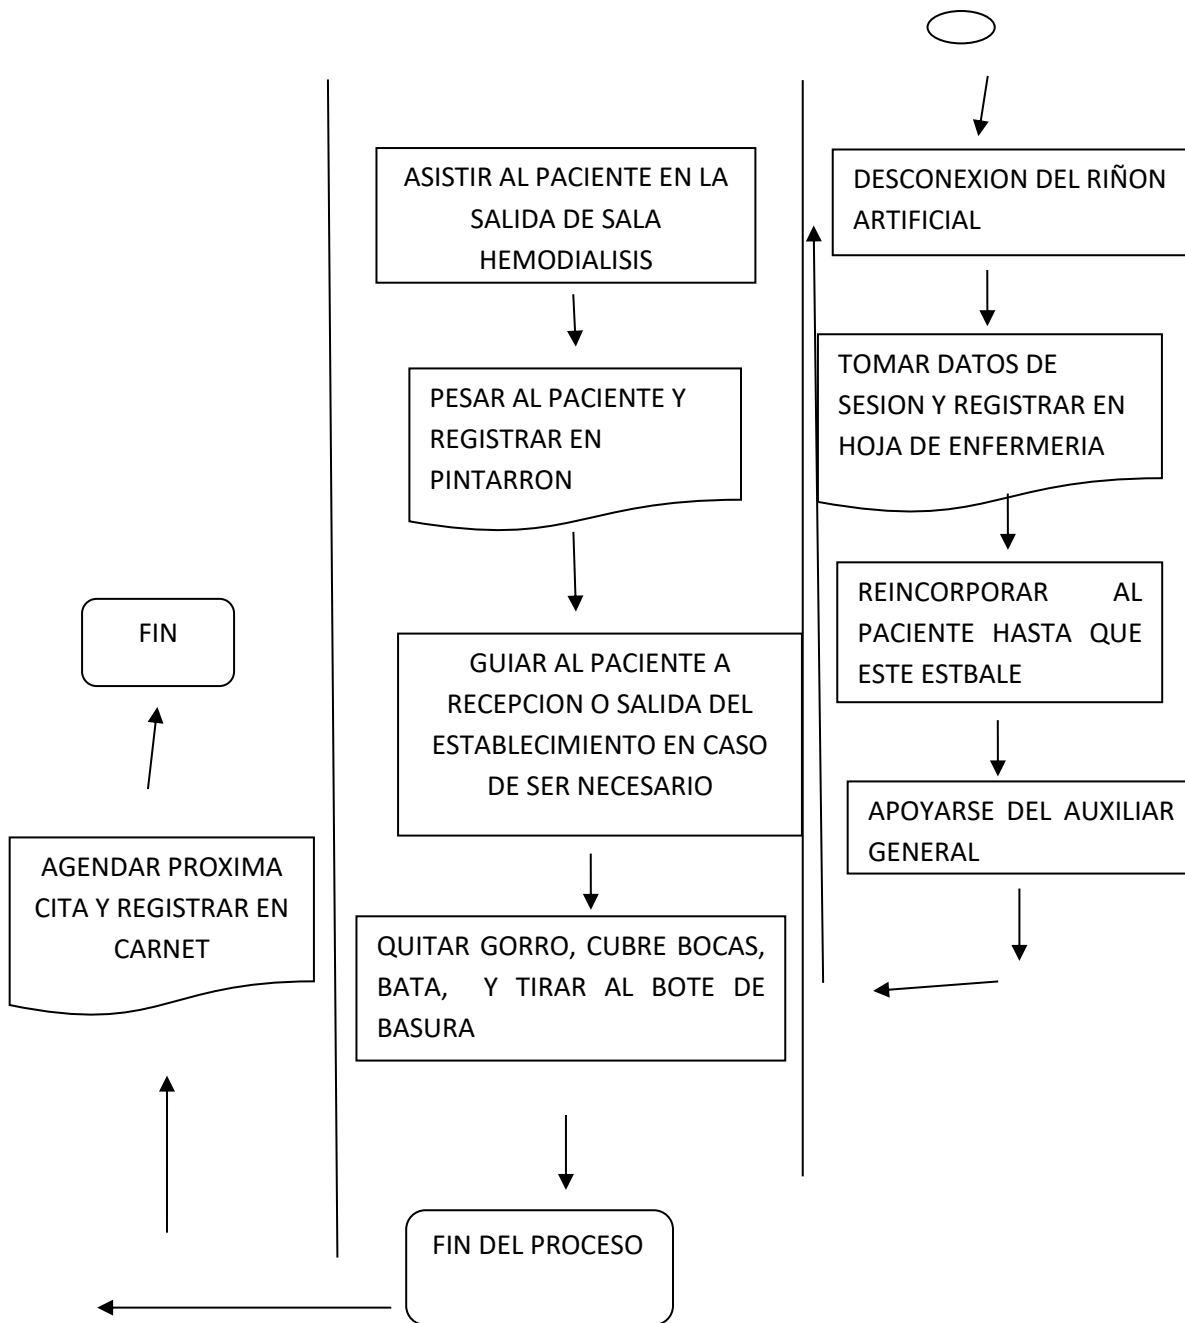 ASISTIR AL PACIENTE EN LA
SALIDA DE SALA
HEMODIALISIS
DESCONEXION DEL RIÑON
ARTIFICIAL
PESAR AL PACIENTE Y
REGISTRAR EN
PINTARRON
TOMAR DATOS DE
SESION Y REGISTRAR EN
HOJA DE ENFERMERIA
FIN
GUIAR AL PACIENTE A
RECEPCION O SALIDA DEL
ESTABLECIMIENTO EN CASO
DE SER NECESARIO
REINCORPORAR AL
PACIENTE HASTA QUE
ESTE ESTBALE
AGENDAR PROXIMA
CITA Y REGISTRAR EN
CARNET
QUITAR GORRO, CUBRE BOCAS,
BATA, Y TIRAR AL BOTE DE
BASURA
APOYARSE DEL AUXILIAR
GENERAL
FIN DEL PROCESO